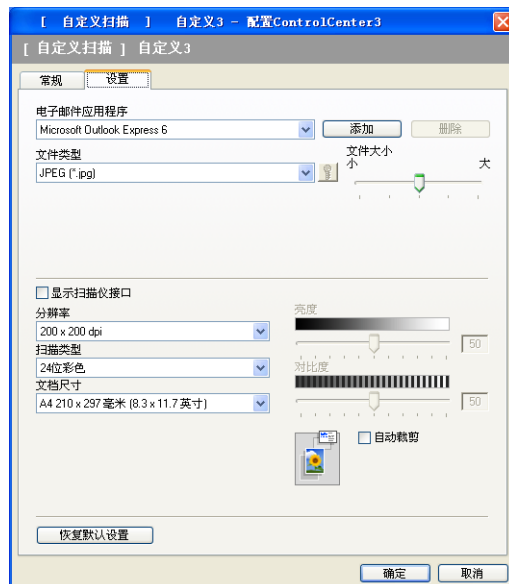 [ 自定义扫描 ] 自定义3 - 配置ControlCenter3
[ 自定义扫描 ] 自定义3
常规 设置
电子邮件应用程序
Microsoft Outlook Express 6 添加 删除
文件类型 文件大小
小 大
JPEG (*.jpg)
显示扫描仪接口
分辨率 亮度
200 x 200 dpi
50
扫描类型
24位彩色 对比度
文档尺寸
A4 210 x 297 毫米 (8.3 x 11.7 英寸) 50
自动裁剪
恢复默认设置
确定 取消